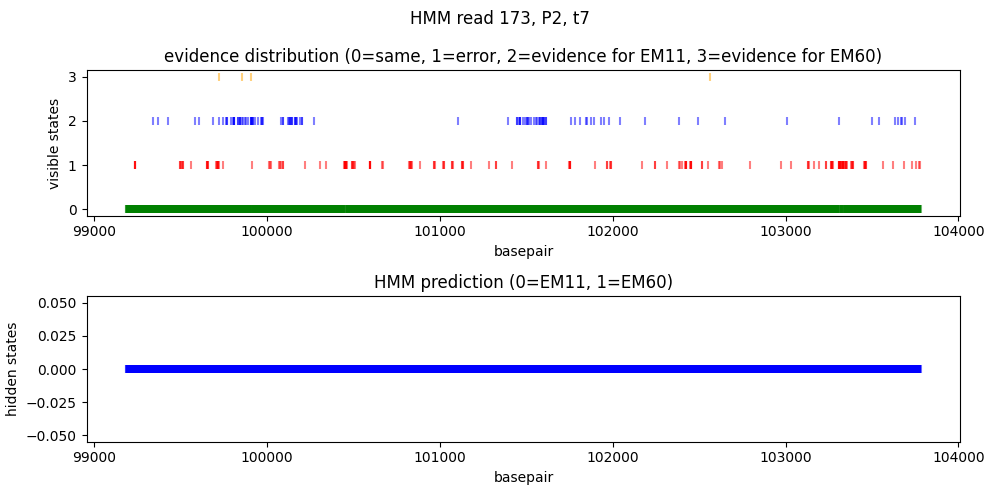 HMM read 173, P2, t7
evidence distribution (0=same, 1=error, 2=evidence for EM11, 3=evidence for EM60)
visible states
3
2
1
0
99000 100000 101000 102000 103000 104000
basepair
HMM prediction (0=EM11, 1=EM60)
hidden states
0.050
0.025
0.000
−0.025
−0.050
99000 100000 101000 102000 103000 104000
basepair